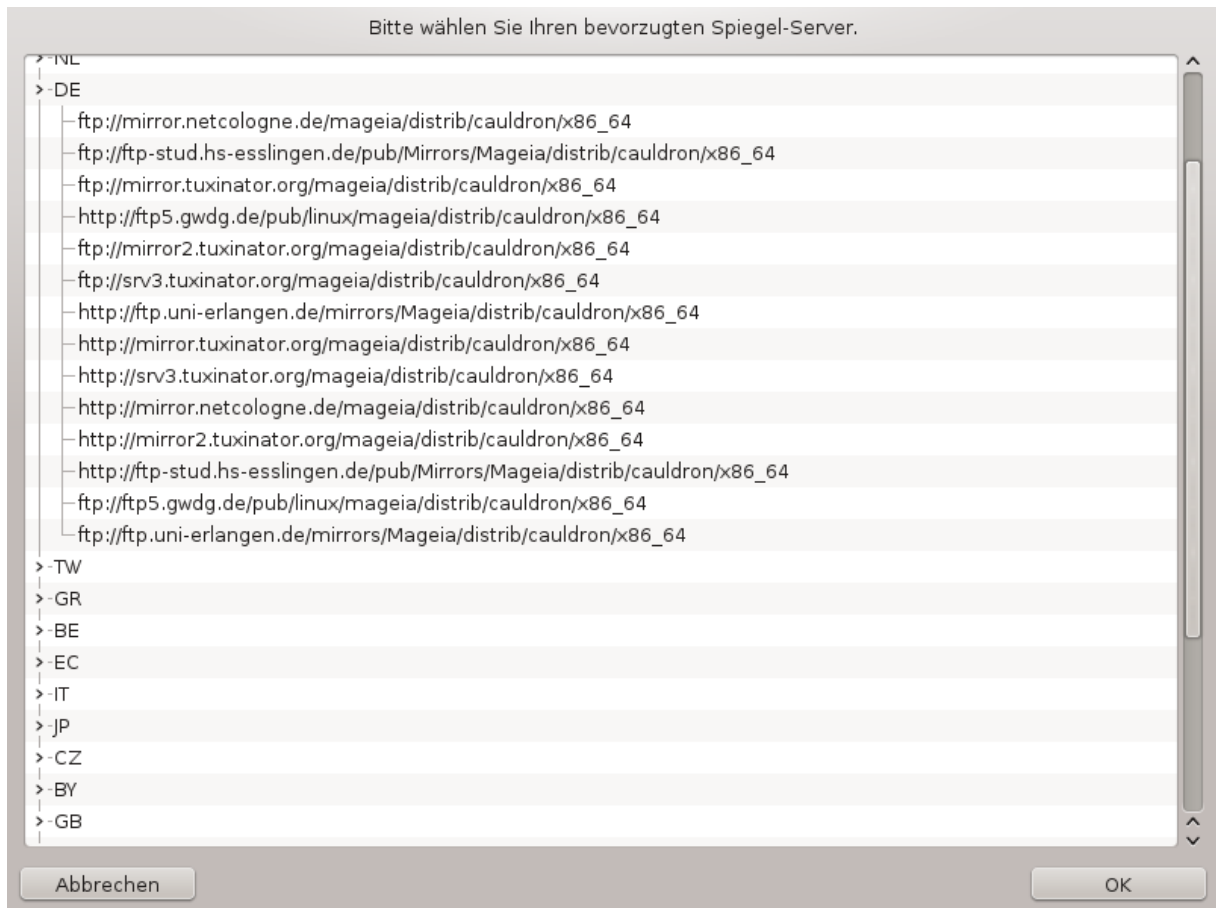 Bitte wählen Sie Ihren bevorzugten Spiegel-Server.
NL
DE
ftp://mirror.netcologne.de/mageia/distrib/cauldron/x86_64
ftp://ftp-stud.hs-esslingen.de/pub/Mirrors/Mageia/distrib/cauldron/x86_64
ftp://mirror.tuxinator.org/mageia/distrib/cauldron/x86_64
http://ftp5.gwdg.de/pub/linux/mageia/distrib/cauldron/x86_64
ftp://mirror2.tuxinator.org/mageia/distrib/cauldron/x86_64
ftp://srv3.tuxinator.org/mageia/distrib/cauldron/x86_64
http://ftp.uni-erlangen.de/mirrors/Mageia/distrib/cauldron/x86_64
http://mirror.tuxinator.org/mageia/distrib/cauldron/x86_64
http://srv3.tuxinator.org/mageia/distrib/cauldron/x86_64
http://mirror.netcologne.de/mageia/distrib/cauldron/x86_64
http://mirror2.tuxinator.org/mageia/distrib/cauldron/x86_64
http://ftp-stud.hs-esslingen.de/pub/Mirrors/Mageia/distrib/cauldron/x86_64
ftp://ftp5.gwdg.de/pub/linux/mageia/distrib/cauldron/x86_64
ftp://ftp.uni-erlangen.de/mirrors/Mageia/distrib/cauldron/x86_64
TW
GR
BE
EC
IT
JP
CZ
BY
GB
Abbrechen
OK